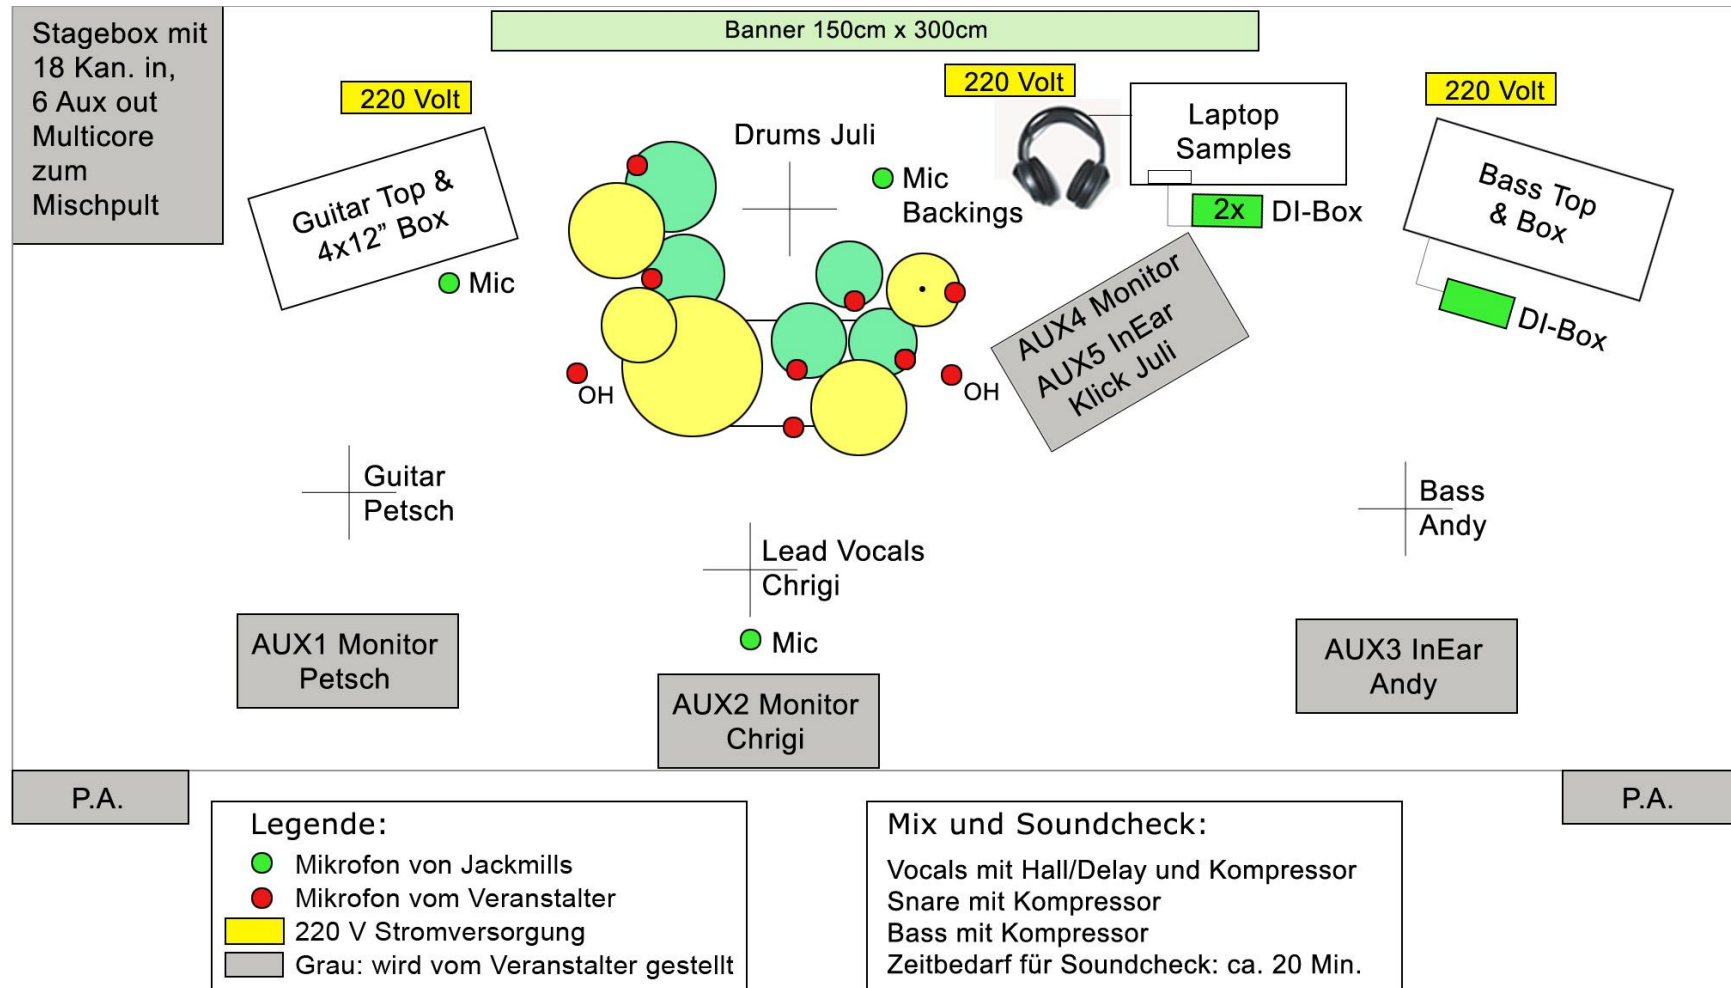 Stagebox mit
18 Kan. in,
6 Aux out
Multicore
zum
Mischpult
Banner 150cm x 300cm
220 Volt
220 Volt
220 Volt
Guitar Top &
4x12” Box
Mic
Drums Juli
Mic
Backings
Laptop
Samples
2x DI-Box
Bass Top
& Box
DI-Box
AUX4 Monitor
AUX5 InEar
Klick Juli
OH
OH
Guitar
Petsch
Lead Vocals
Chrigi
Mic
Bass
Andy
AUX1 Monitor
Petsch
AUX2 Monitor
Chrigi
AUX3 InEar
Andy
P.A.
P.A.
Legende:
Mikrofon von Jackmills
Mikrofon vom Veranstalter
220 V Stromversorgung
Grau: wird vom Veranstalter gestellt
Mix und Soundcheck:
Vocals mit Hall/Delay und Kompressor
Snare mit Kompressor
Bass mit Kompressor
Zeitbedarf für Soundcheck: ca. 20 Min.